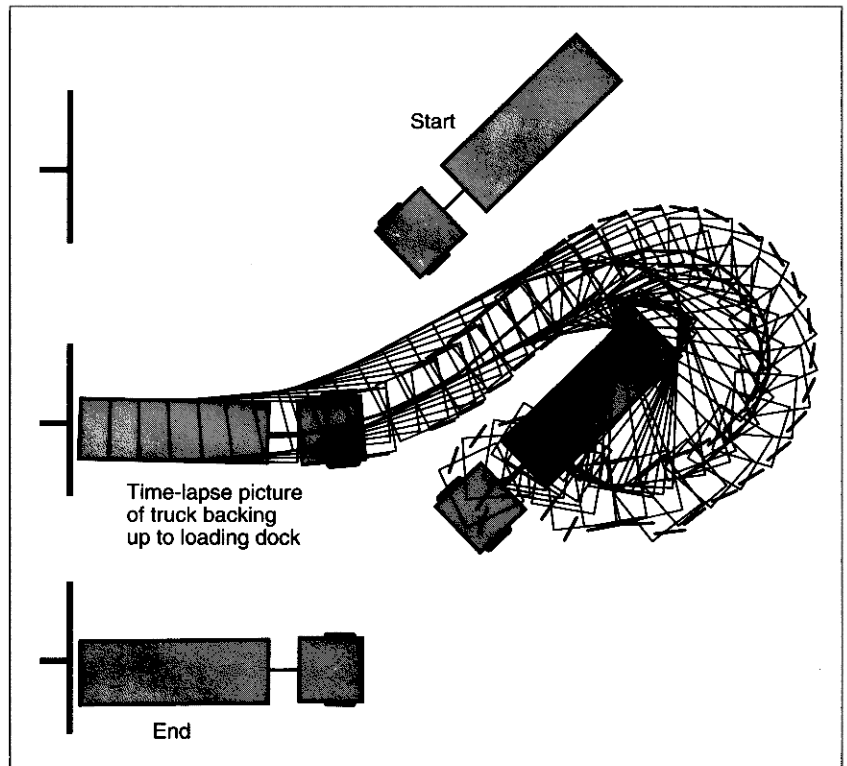 Start
Time-lapse picture
of truck backing
up to loading dock
End